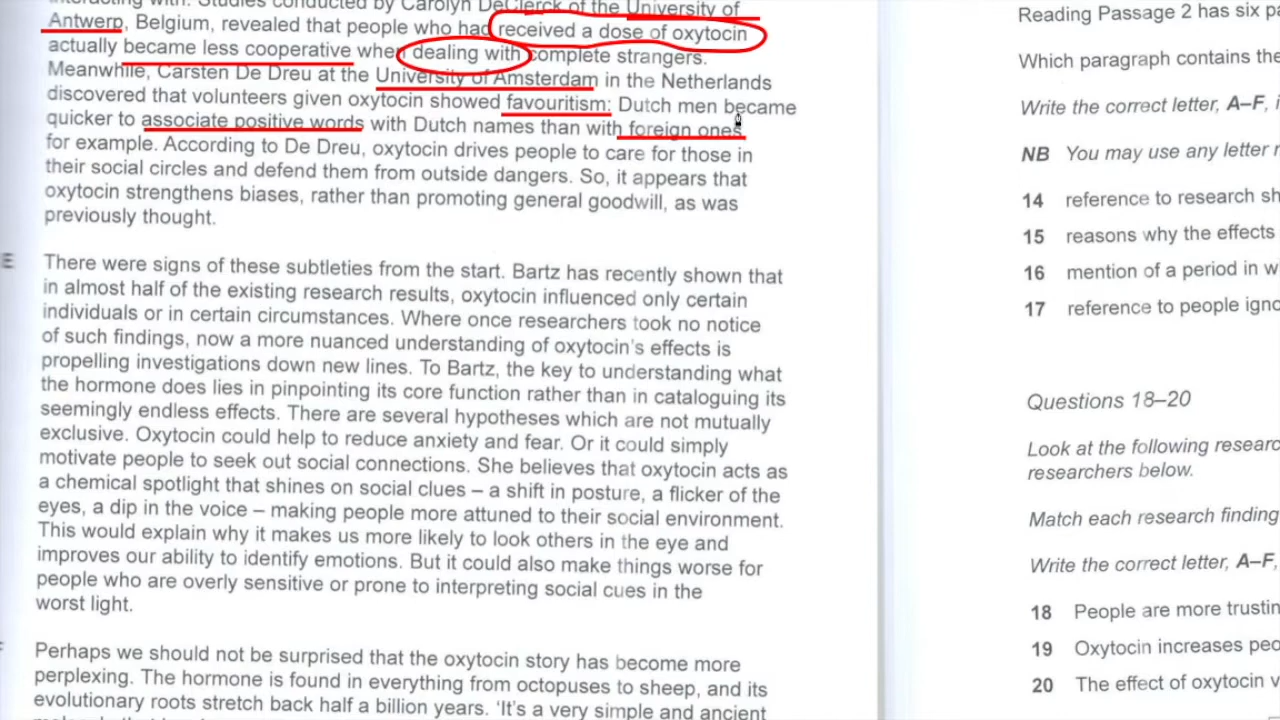 interacting with. Studies conducted by Carolyn DeClerck of the University of
Antwerp, Belgium, revealed that people who had received a dose of oxytocin
actually became less cooperative when dealing with complete strangers.
Meanwhile, Carsten De Dreu at the University of Amsterdam in the Netherlands
discovered that volunteers given oxytocin showed favouritism: Dutch men became
quicker to associate positive words with Dutch names than with foreign ones
for example. According to De Dreu, oxytocin drives people to care for those in
their social circles and defend them from outside dangers. So, it appears that
oxytocin strengthens biases, rather than promoting general goodwill, as was
previously thought.
E There were signs of these subtleties from the start. Bartz has recently shown that
in almost half of the existing research results, oxytocin influenced only certain
individuals or in certain circumstances. Where once researchers took no notice
of such findings, now a more nuanced understanding of oxytocin's effects is
propelling investigations down new lines. To Bartz, the key to understanding what
the hormone does lies in pinpointing its core function rather than in cataloguing its
seemingly endless effects. There are several hypotheses which are not mutually
exclusive. Oxytocin could help to reduce anxiety and fear. Or it could simply
motivate people to seek out social connections. She believes that oxytocin acts as
a chemical spotlight that shines on social clues – a shift in posture, a flicker of the
eyes, a dip in the voice – making people more attuned to their social environment.
This would explain why it makes us more likely to look others in the eye and
improves our ability to identify emotions. But it could also make things worse for
people who are overly sensitive or prone to interpreting social cues in the
worst light.
Perhaps we should not be surprised that the oxytocin story has become more
perplexing. The hormone is found in everything from octopuses to sheep, and its
evolutionary roots stretch back half a billion years. 'It's a very simple and ancient
Reading Passage 2 has six pa
Which paragraph contains the
Write the correct letter, A–F, i
NB You may use any letter
14 reference to research sh
15 reasons why the effects
16 mention of a period in w
17 reference to people igno
Questions 18–20
Look at the following researc
researchers below.
Match each research finding
Write the correct letter, A–F,
18 People are more trustin
19 Oxytocin increases peo
20 The effect of oxytocin v